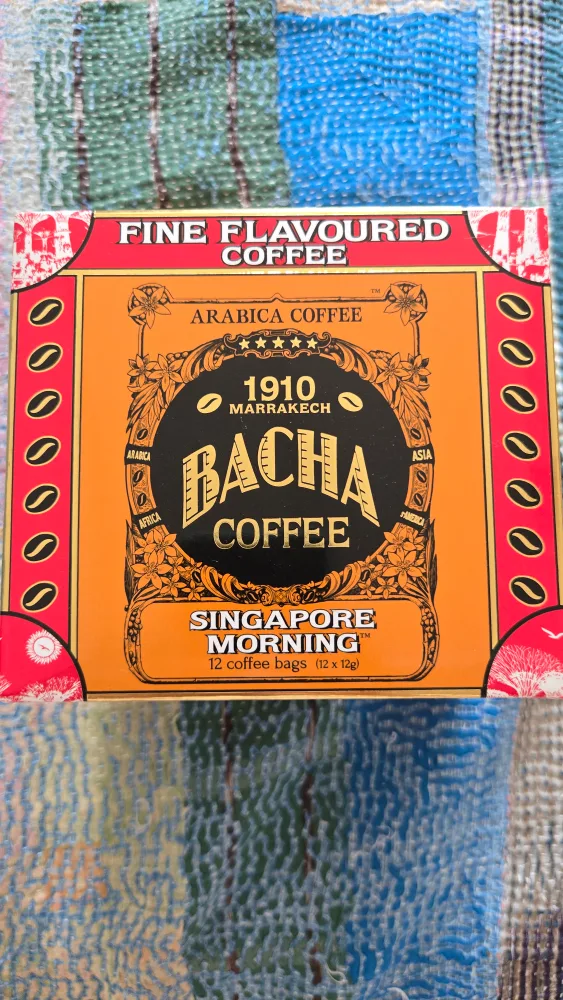 FINE FLAVOURED
COFFEE
ARABICA COFFEE™
1910
MARRAKECH
ARABICA
ASIA
BACHA
AFRICA
AMERICA
COFFEE
SINGAPORE
MORNING™
12 coffee bags (12 x 12g)